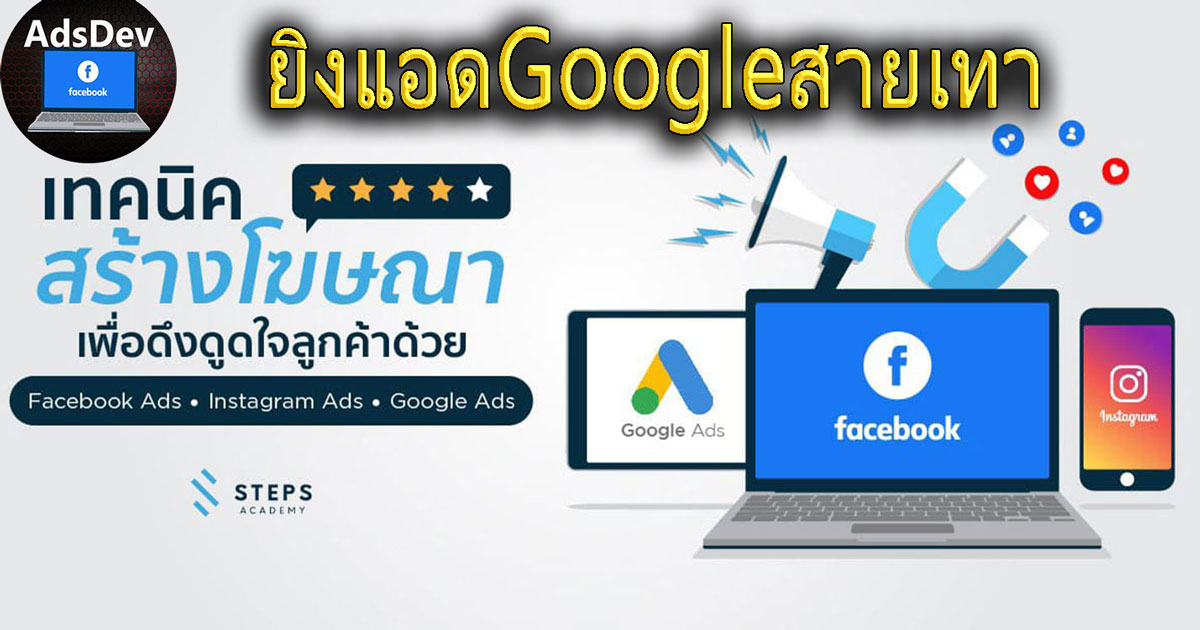 AdsDev
facebook
ยิงแอดGoogleสายเทา
เทคนิค
สร้างโฆษณา
เพื่อดึงดูดใจลูกค้าด้วย
Facebook Ads • Instagram Ads • Google Ads
STEPS
ACADEMY
Google Ads
facebook
Instagram